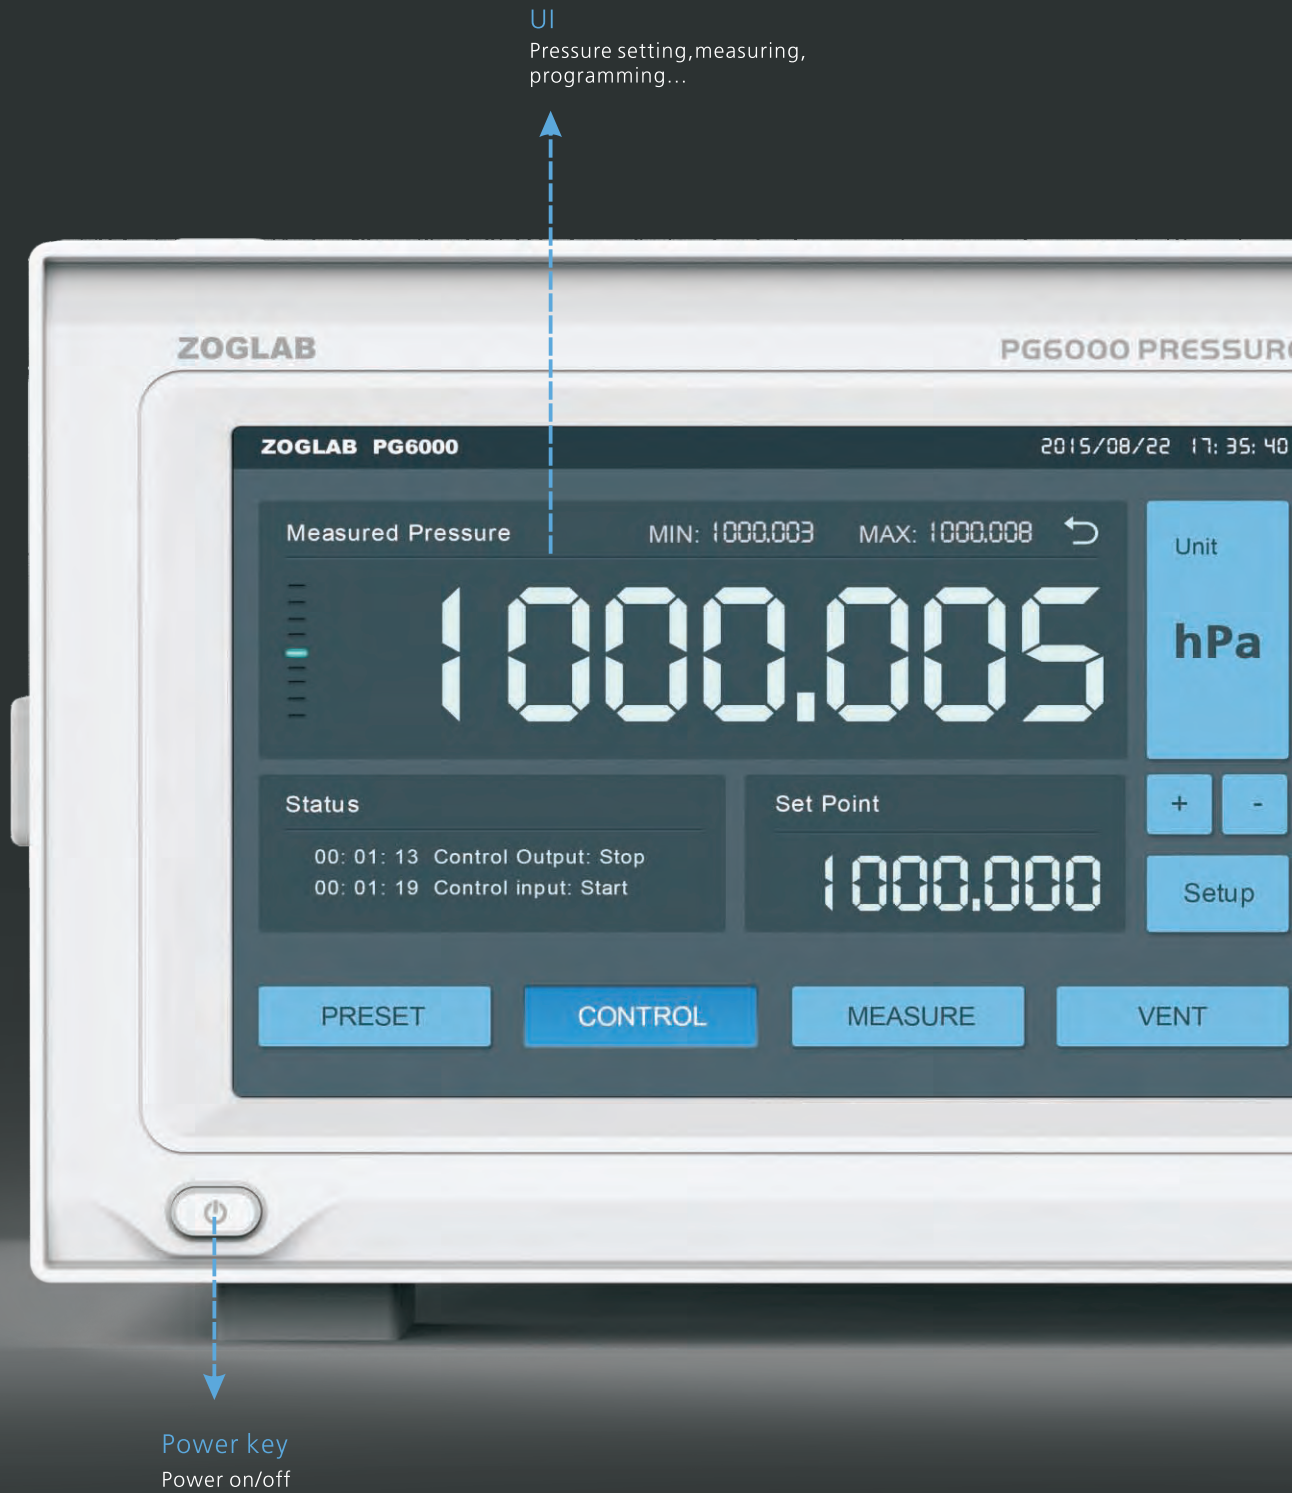 UI
Pressure setting,measuring,
programming...
ZOGLAB
PG6000 PRESSUR
ZOGLAB PG6000
2015/08/22 17: 35: 40
Measured Pressure
MIN: 1000.003
MAX: 1000.008
1000.005
Unit
hPa
Status
00: 01: 13 Control Output: Stop
00: 01: 19 Control input: Start
Set Point
1000.000
+
-
Setup
PRESET
CONTROL
MEASURE
VENT
Power key
Power on/off